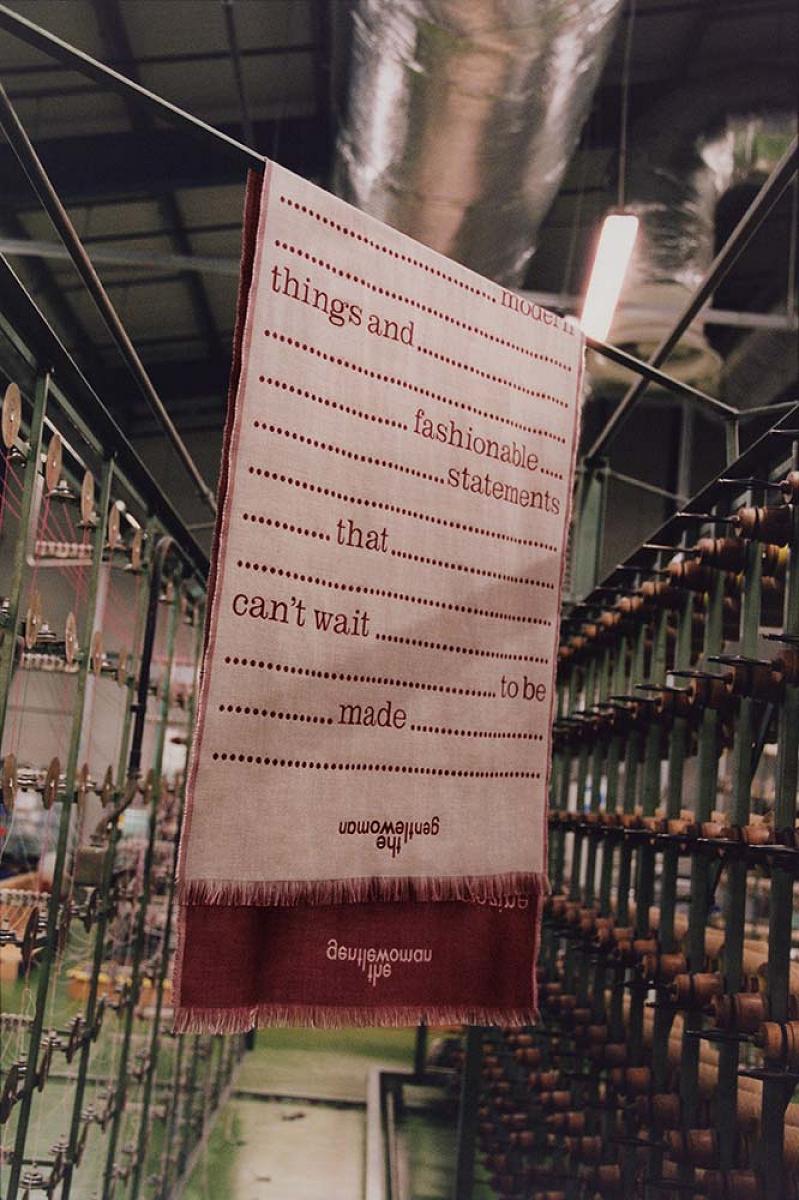 modern
things and
fashionable
statements
that
can't wait
to be
made
the
gentlewoman
the
gentlewoman